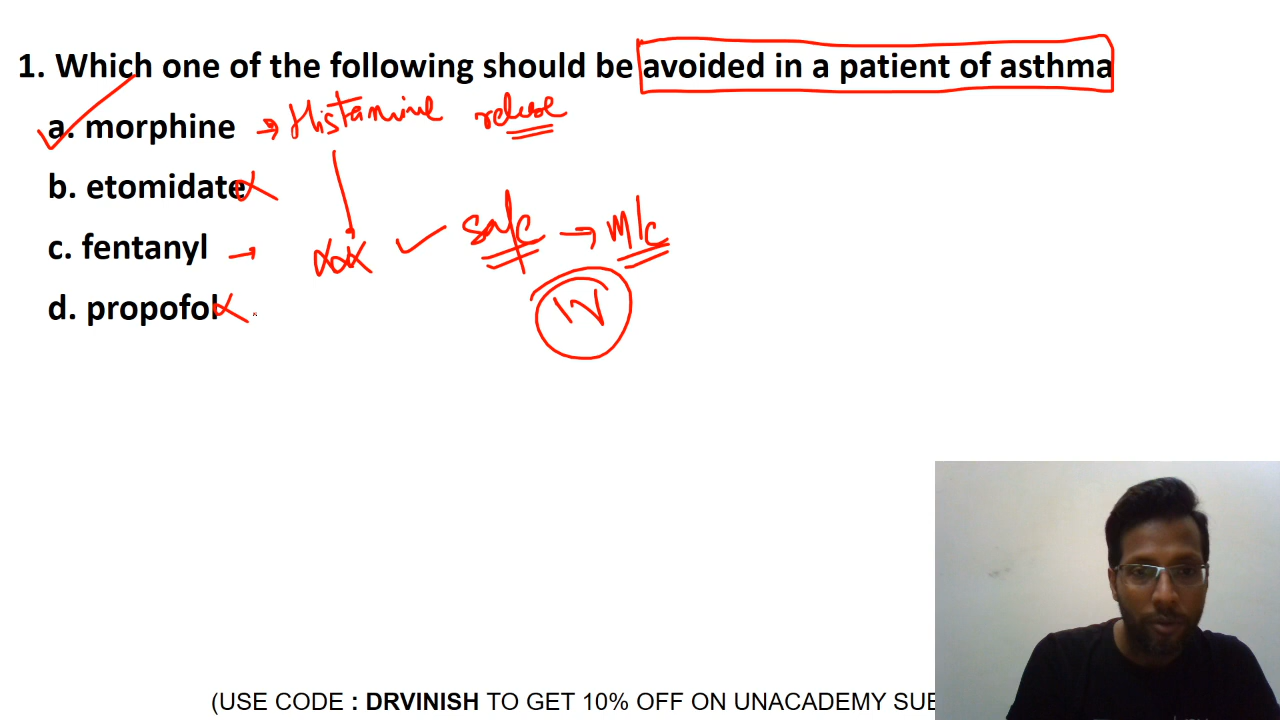 1. Which one of the following should be avoided in a patient of asthma
a. morphine → Histamine release
b. etomidate
c. fentanyl → xxx ✓ → M/C
d. propofol
IV
(USE CODE : DRVINISH TO GET 10% OFF ON UNACADEMY SUB